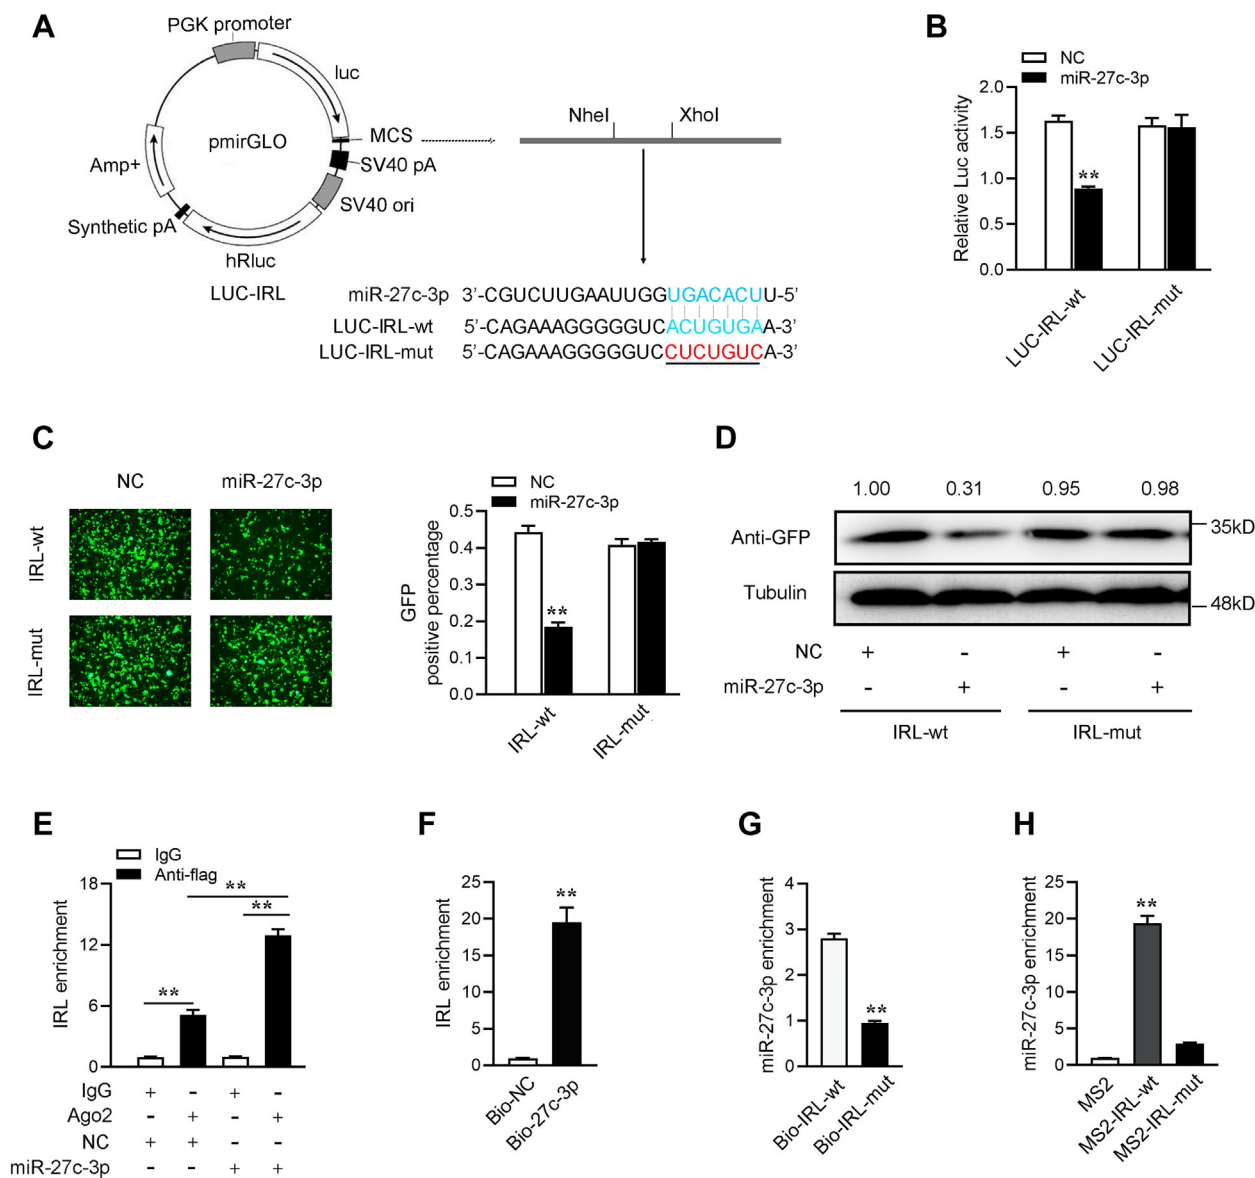 A
PGK promoter
luc
pmirGLO
MCS
SV40 pA
SV40 ori
Amp+
Synthetic pA
hRluc
LUC-IRL
NheI
XhoI
miR-27c-3p 3'-CGUCUUGAAUUGGUGACACUU-5'
LUC-IRL-wt 5'-CAGAAAGGGGGUCACUGUGAA-3'
LUC-IRL-mut 5'-CAGAAAGGGGGUCCUCUGUCA-3'
B
NC
miR-27c-3p
Relative Luc activity
2.0
1.5
1.0
0.5
0.0
**
LUC-IRL-wt
LUC-IRL-mut
C
NC
miR-27c-3p
IRL-wt
IRL-mut
NC
miR-27c-3p
GFP
positive percentage
0.5
0.4
0.3
0.2
0.1
0.0
**
IRL-wt
IRL-mut
D
1.00 0.31 0.95 0.98
Anti-GFP
35kD
Tubulin
48kD
NC + - + -
miR-27c-3p - + - +
IRL-wt IRL-mut
E
IgG
Anti-flag
IRL enrichment
18
12
6
0
**
**
**
IgG + - + -
Ago2 - + - +
NC + + - -
miR-27c-3p - - + +
F
IRL enrichment
25
20
15
10
5
0
**
Bio-NC
Bio-27c-3p
G
miR-27c-3p enrichment
4
3
2
1
0
**
Bio-IRL-wt
Bio-IRL-mut
H
miR-27c-3p enrichment
25
20
15
10
5
0
**
MS2
MS2-IRL-wt
MS2-IRL-mut